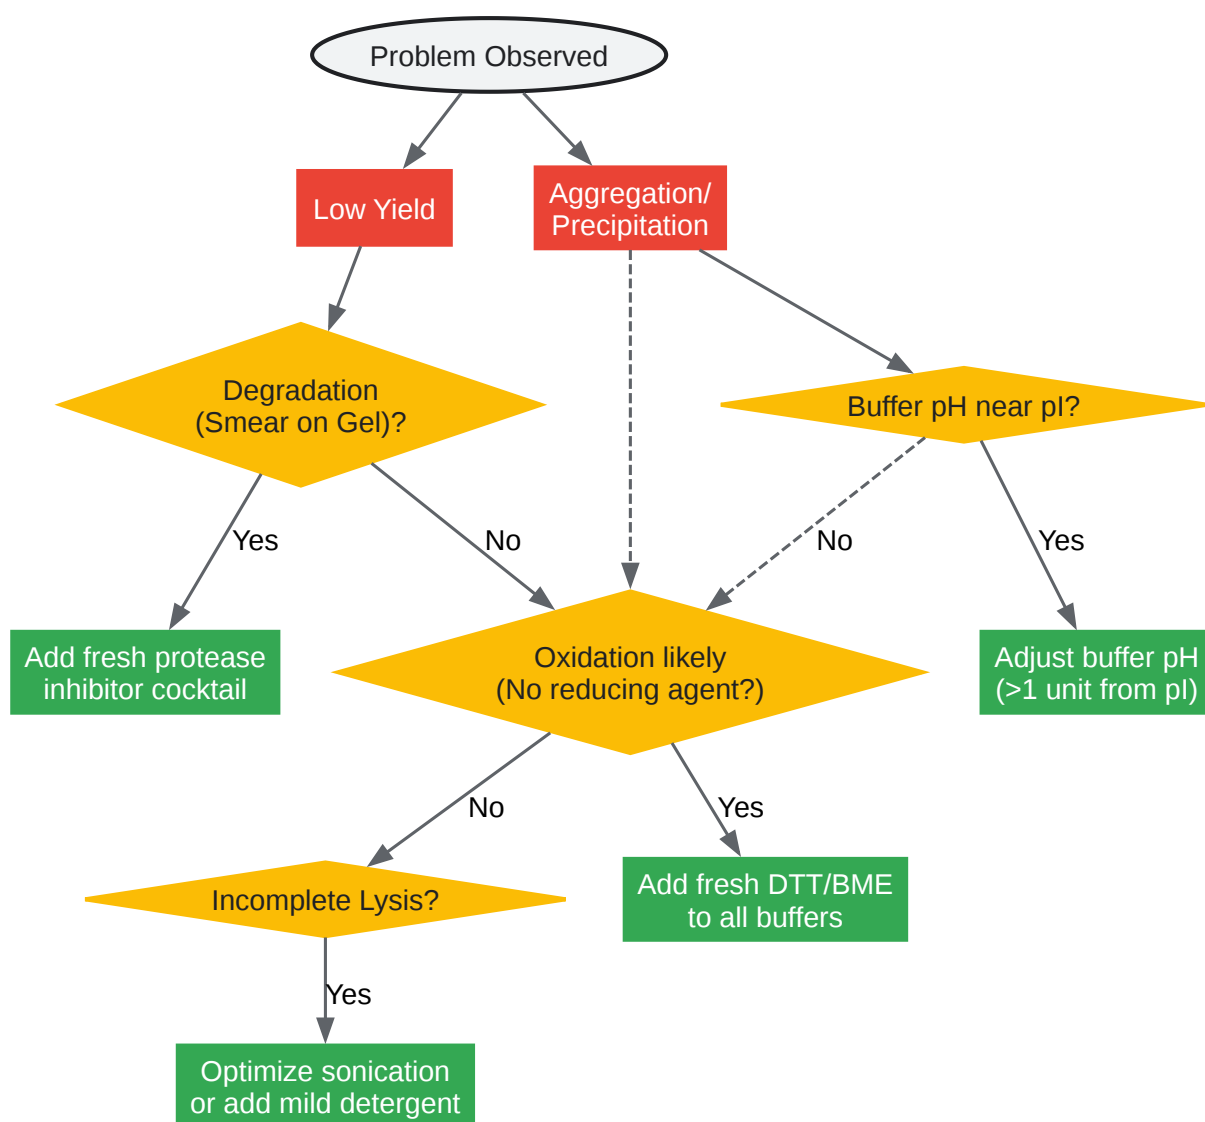 Problem Observed
Low Yield
Aggregation/
Precipitation
Degradation
(Smear on Gel)?
Buffer pH near pI?
Yes
No
No
Yes
Add fresh protease
inhibitor cocktail
Oxidation likely
(No reducing agent?)
Adjust buffer pH
(>1 unit from pI)
No
Yes
Incomplete Lysis?
Add fresh DTT/BME
to all buffers
Yes
Optimize sonication
or add mild detergent